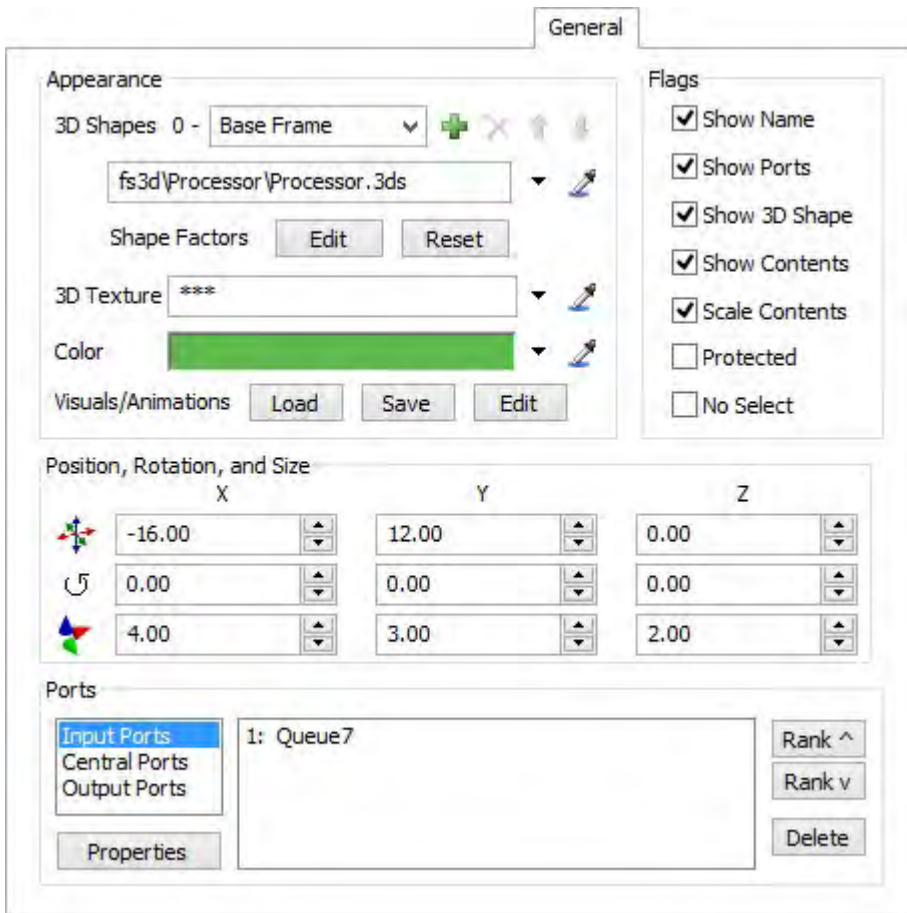 General
Appearance
3D Shapes 0 - Base Frame
fs3d\Processor\Processor.3ds
Shape Factors Edit Reset
3D Texture ***
Color
Visuals/Animations Load Save Edit
Flags
Show Name
Show Ports
Show 3D Shape
Show Contents
Scale Contents
Protected
No Select
Position, Rotation, and Size
X Y Z
-16.00 12.00 0.00
0.00 0.00 0.00
4.00 3.00 2.00
Ports
Input Ports
Central Ports
Output Ports
Properties
1: Queue7
Rank ^
Rank v
Delete